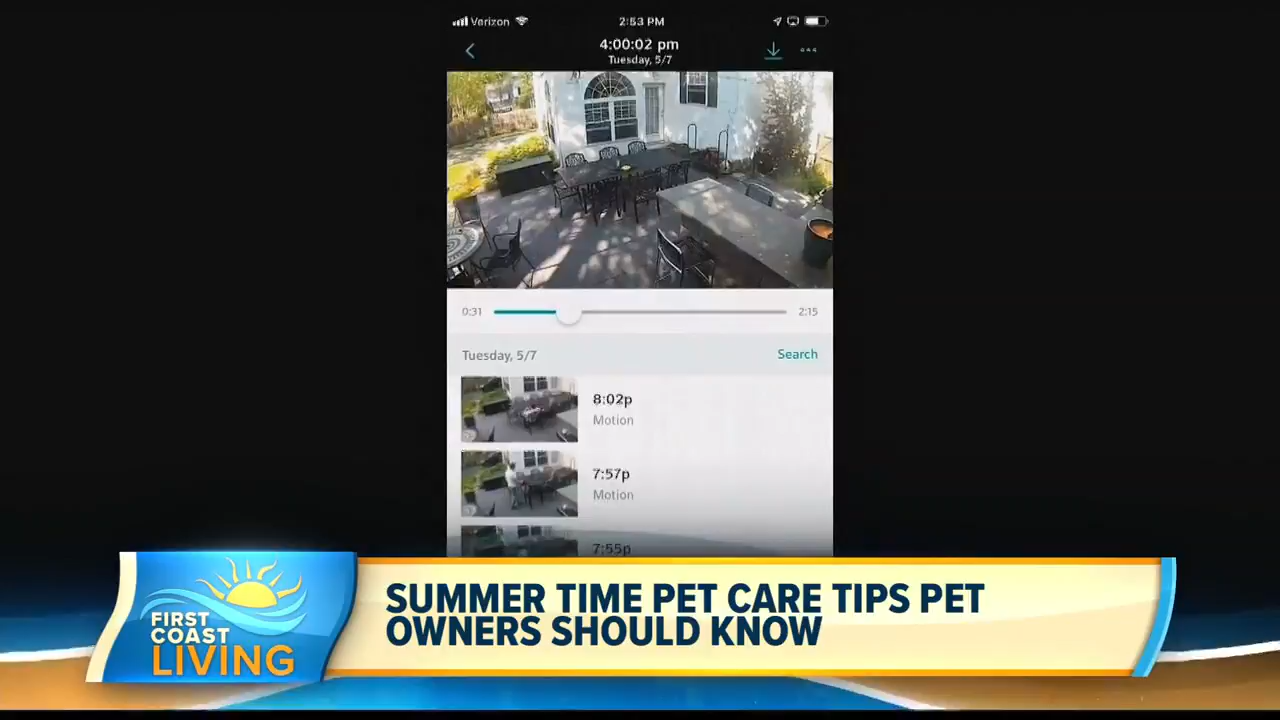 Verizon
2:53 PM
4:00:02 pm
Tuesday, 5/7
0:31
2:15
Tuesday, 5/7
Search
8:02p
Motion
7:57p
Motion
7:55p
FIRST
COAST
LIVING
SUMMER TIME PET CARE TIPS PET
OWNERS SHOULD KNOW